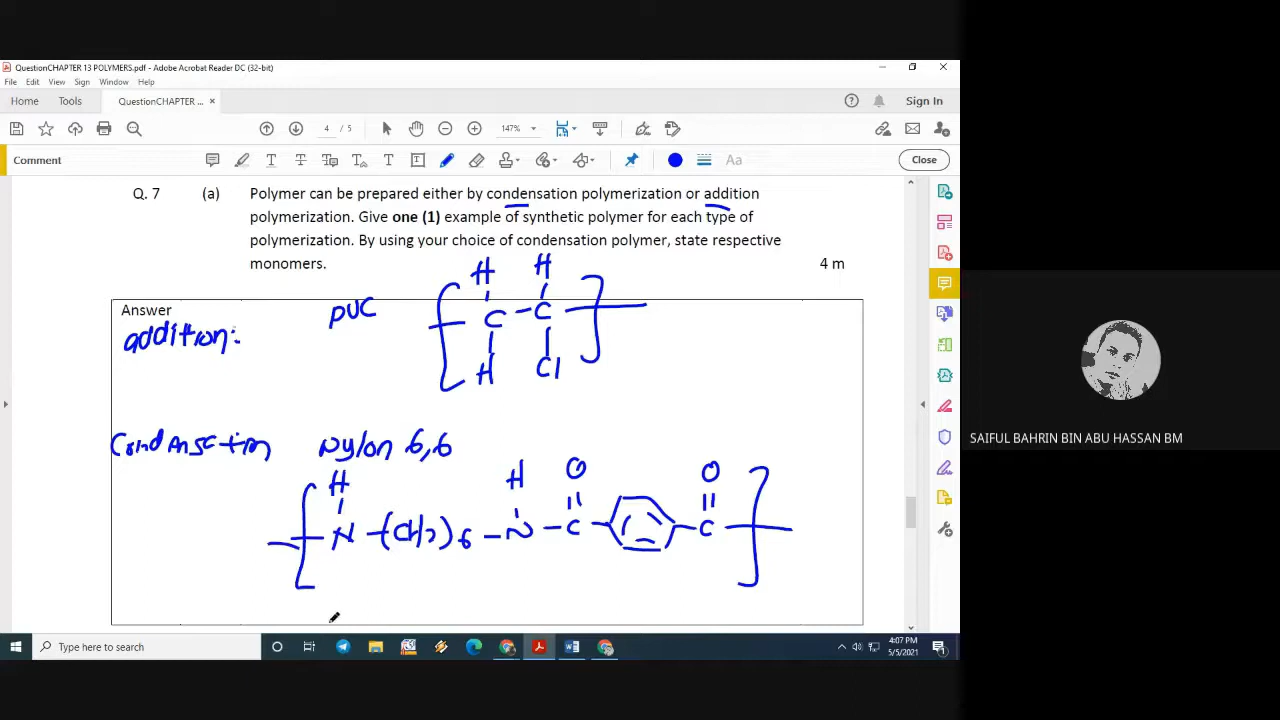 QuestionCHAPTER 13 POLYMERS.pdf - Adobe Acrobat Reader DC (32-bit)
File Edit View Sign Window Help
Home Tools QuestionCHAPTER ... × Sign In
4 / 5 147%
Comment Aa Close
Q. 7 (a) Polymer can be prepared either by condensation polymerization or addition
polymerization. Give one (1) example of synthetic polymer for each type of
polymerization. By using your choice of condensation polymer, state respective
monomers. 4 m
H H
Answer
PVC
addition:
C - C
H Cl
Nylon 6,6
H H O O
N -(CH2)6 - N - C - C
SAIFUL BAHRIN BIN ABU HASSAN BM
Type here to search
4:07 PM
5/5/2021